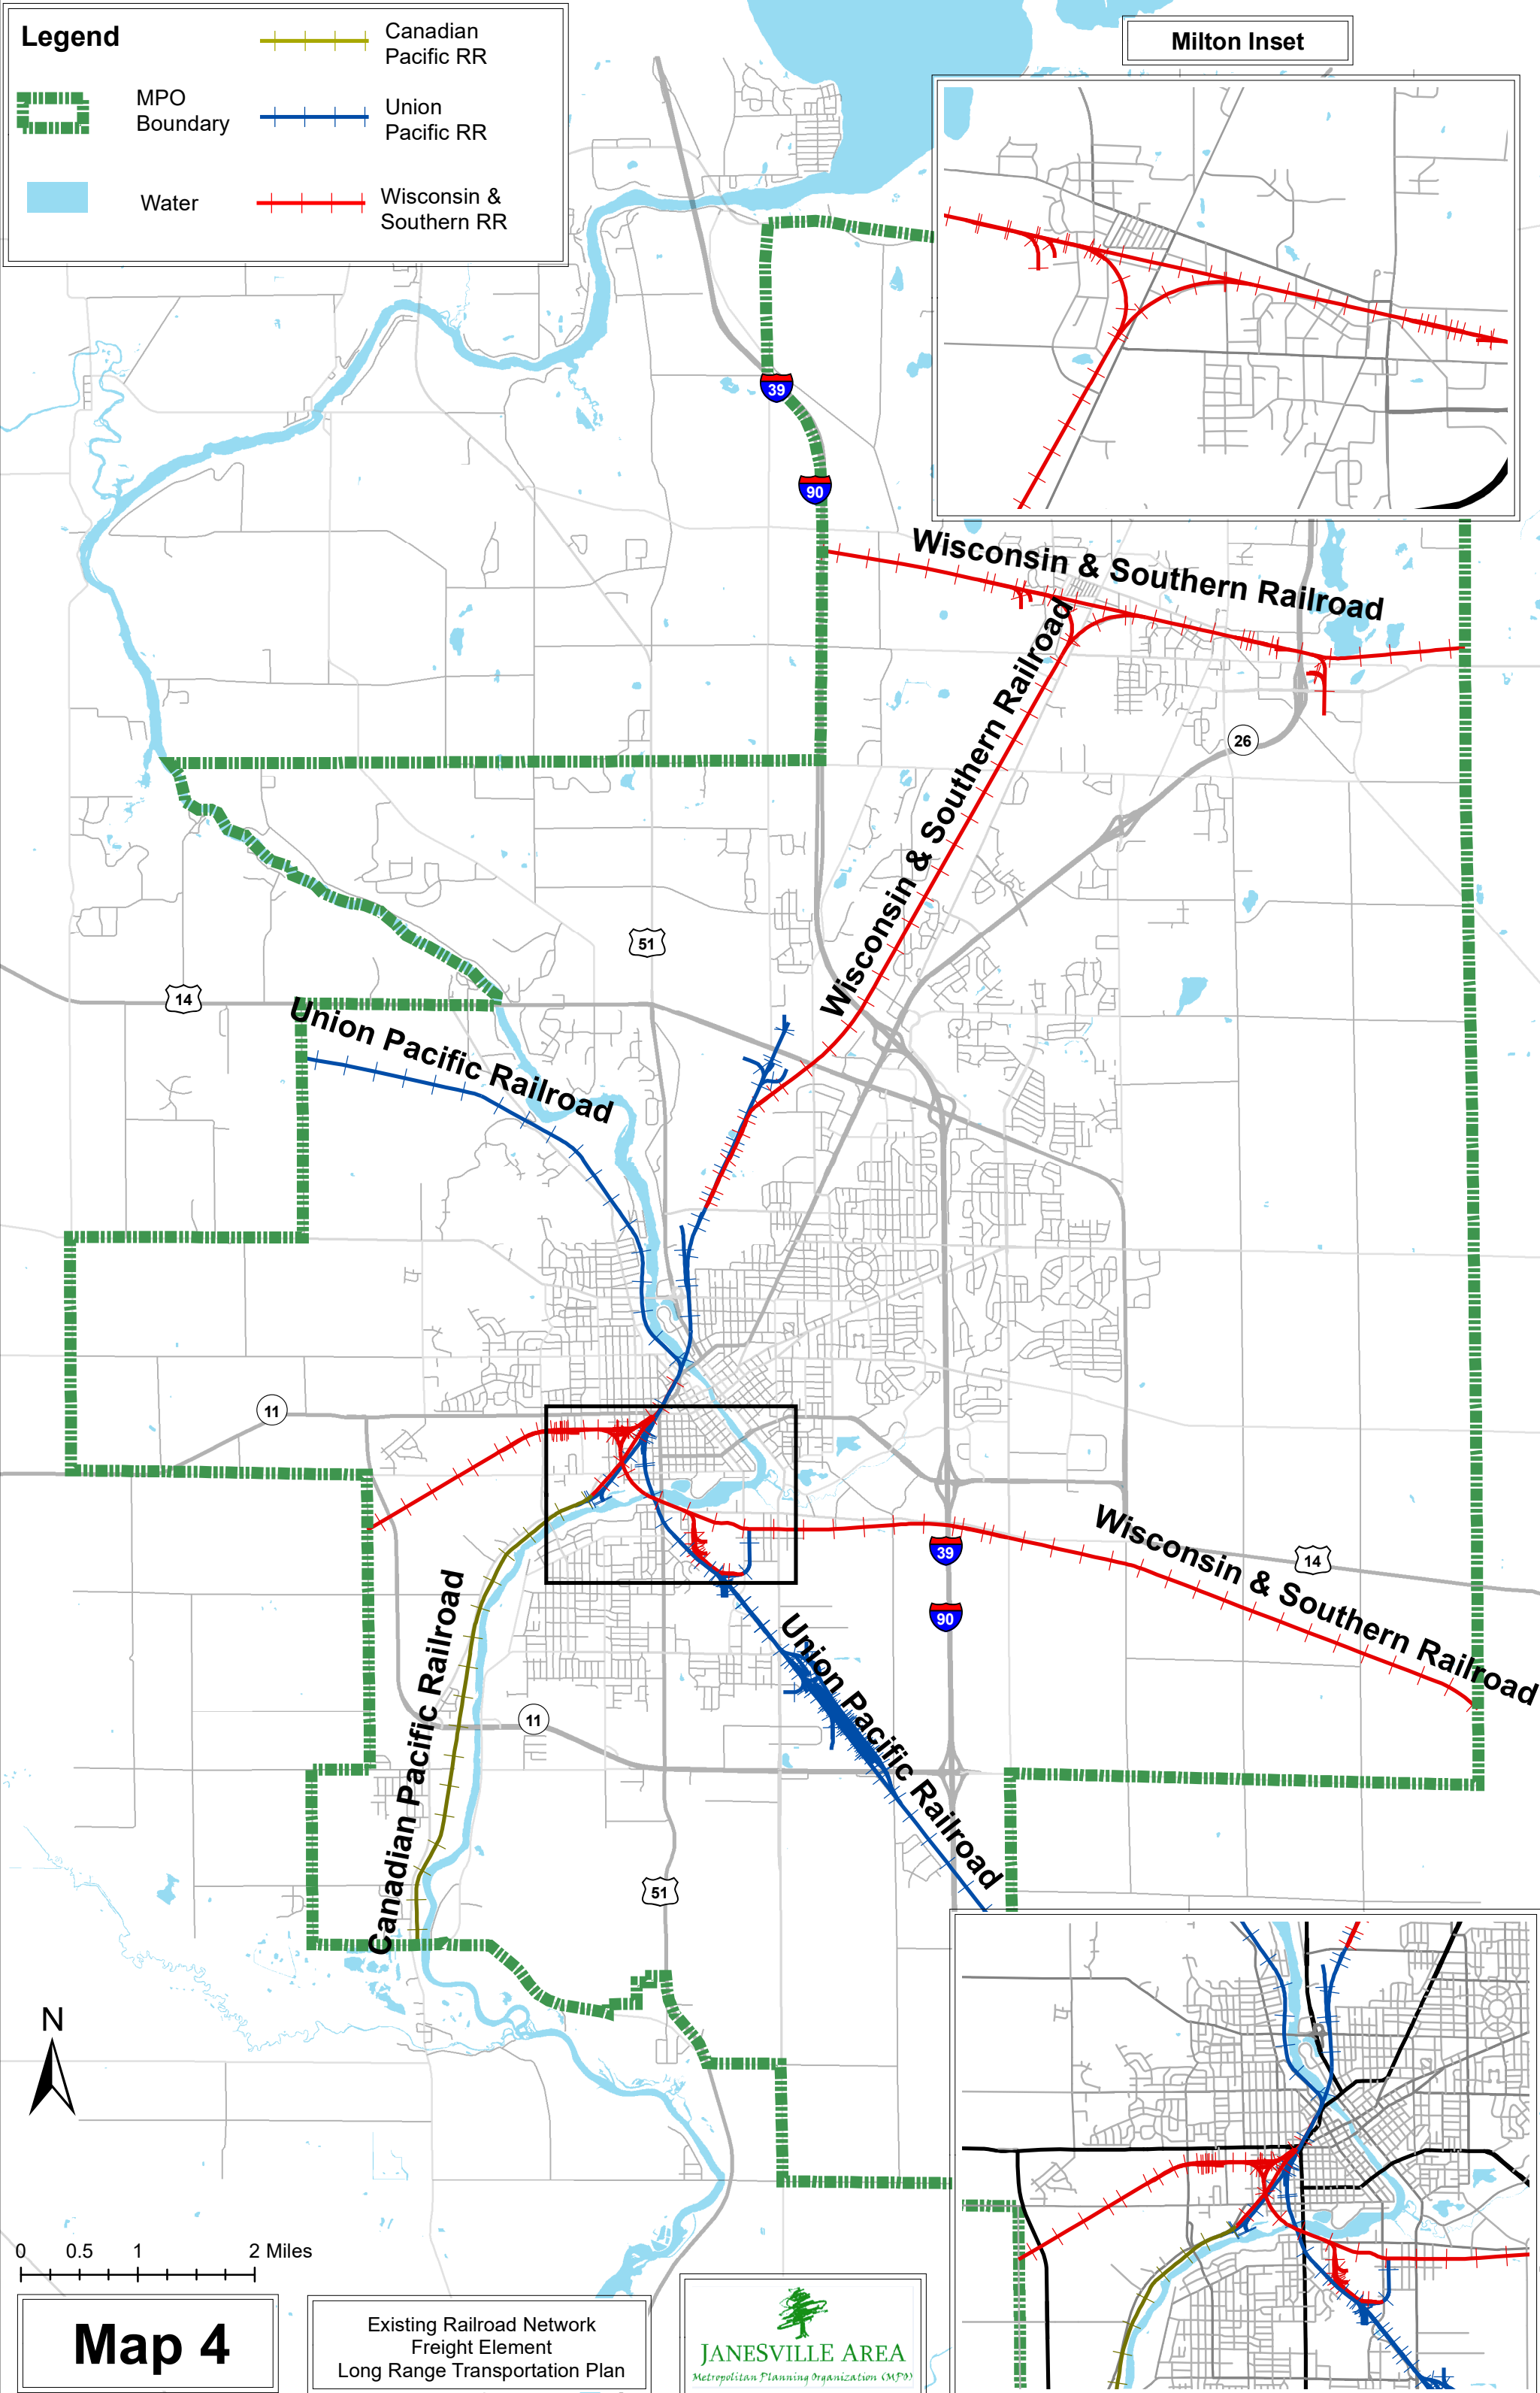 Legend
Canadian
Pacific RR
MPO
Boundary
Union
Pacific RR
Water
Wisconsin &
Southern RR
Milton Inset
39
90
Wisconsin & Southern Railroad
Wisconsin & Southern Railroad
26
51
14
Union Pacific Railroad
11
39
Wisconsin & Southern Railroad
14
90
Union Pacific Railroad
Canadian Pacific Railroad
11
51
N
0 0.5 1 2 Miles
Map 4
Existing Railroad Network
Freight Element
Long Range Transportation Plan
JANESVILLE AREA
Metropolitan Planning Organization (MPO)